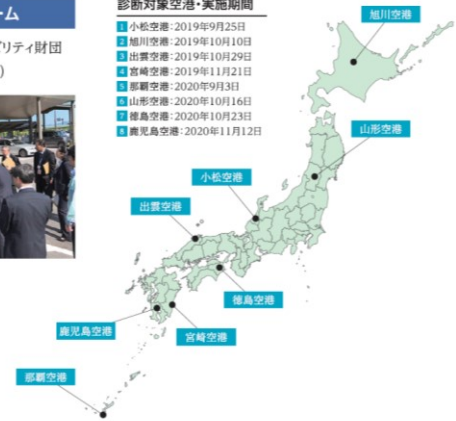 ーム
ビリティ財団
)
診断対象空港・実施期間
1 小松空港:2019年9月25日
2 旭川空港:2019年10月10日
3 出雲空港:2019年10月29日
4 宮崎空港:2019年11月21日
5 那覇空港:2020年9月3日
6 山形空港:2020年10月16日
7 徳島空港:2020年10月23日
8 鹿児島空港:2020年11月12日
旭川空港
山形空港
小松空港
出雲空港
徳島空港
鹿児島空港
宮崎空港
那覇空港